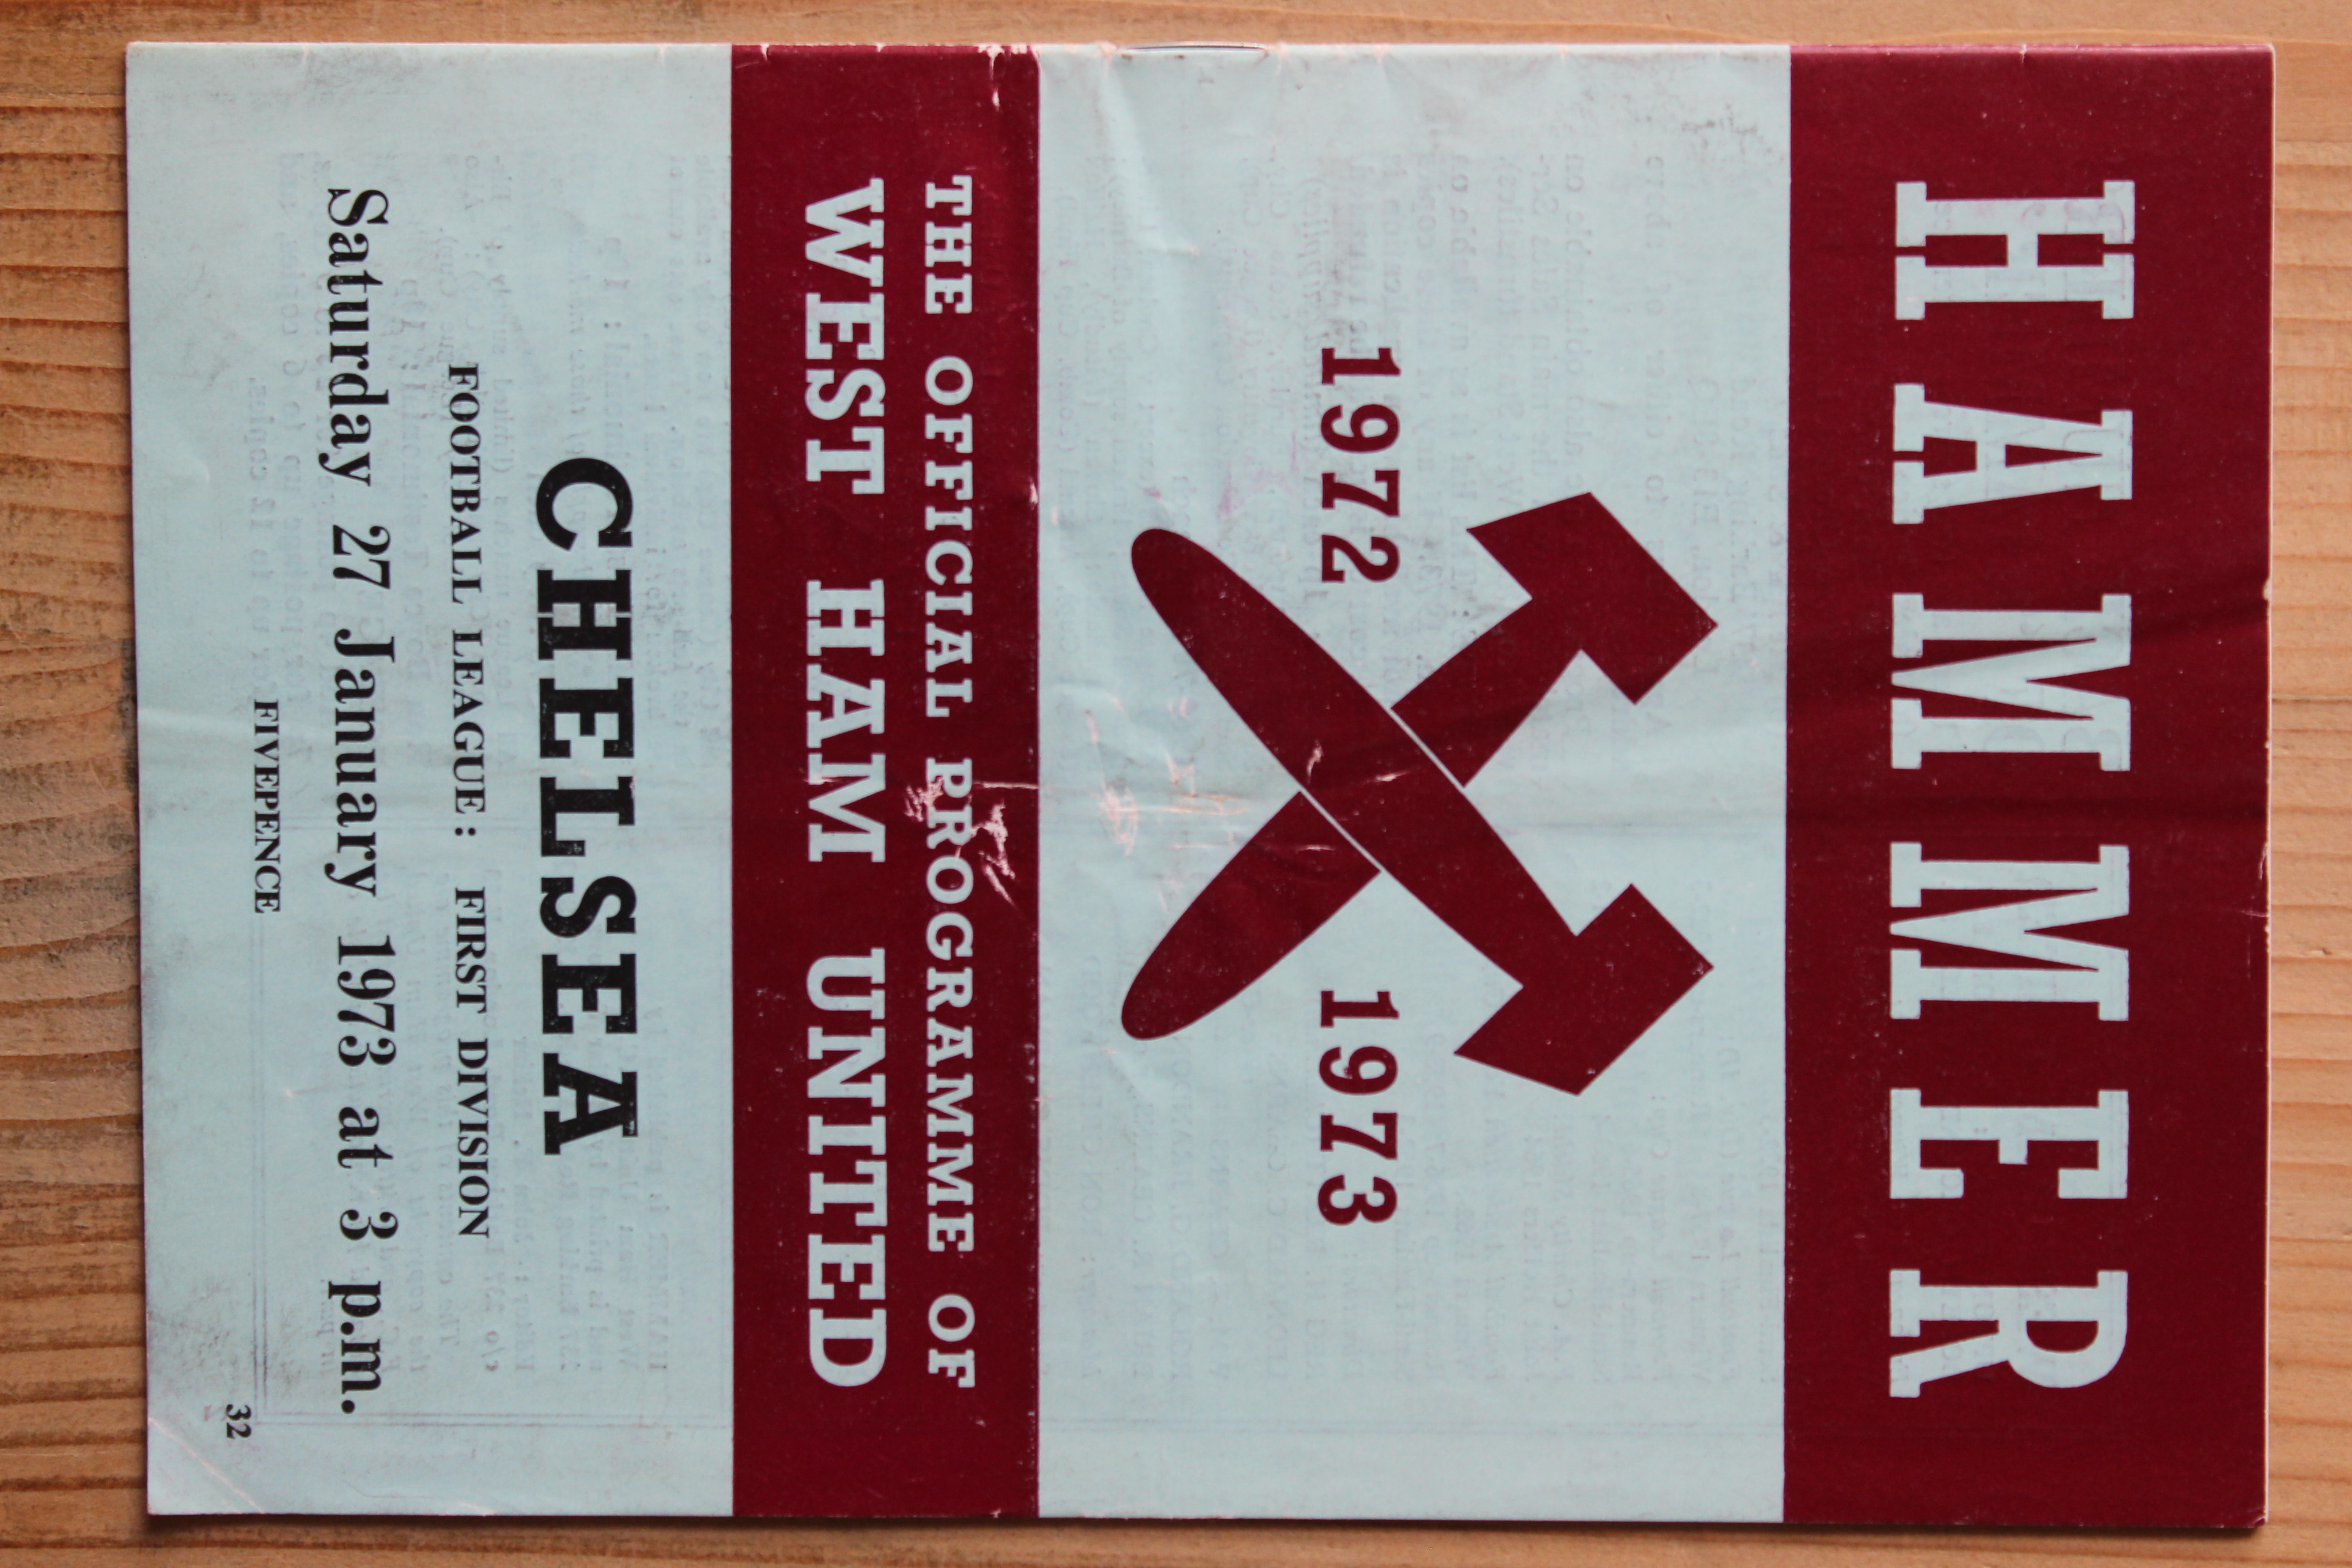 HAMMER
1972 1973
THE OFFICIAL PROGRAMME OF
WEST HAM UNITED
CHELSEA
FOOTBALL LEAGUE: FIRST DIVISION
Saturday 27 January 1973 at 3 p.m.
FIVEPENCE
32